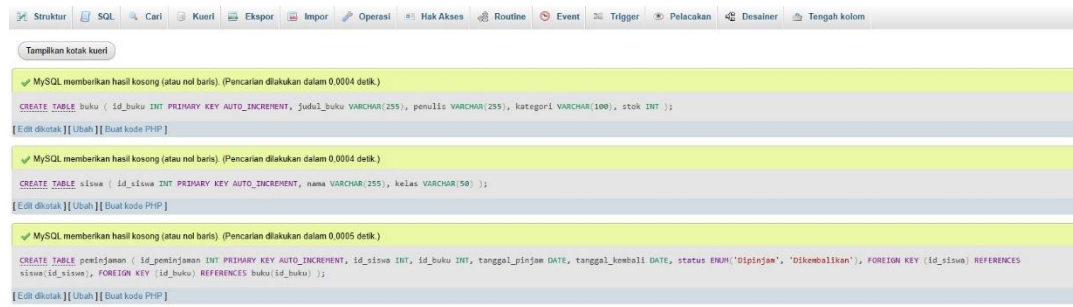 Struktur SQL Cari Kueri Ekspor Impor Operasi Hak Akses Routine Event Trigger Pelacakan Desainer Tengah kolom
Tampilkan kotak kueri
MySQL memberikan hasil kosong (atau nol baris). (Pencarian dilakukan dalam 0,0004 detik.)
CREATE TABLE buku ( id_buku INT PRIMARY KEY AUTO_INCREMENT, judul_buku VARCHAR(255), penulis VARCHAR(255), kategori VARCHAR(100), stok INT );
[ Edit dikotak ] [ Ubah ] [ Buat kode PHP ]
MySQL memberikan hasil kosong (atau nol baris). (Pencarian dilakukan dalam 0,0004 detik.)
CREATE TABLE siswa ( id_siswa INT PRIMARY KEY AUTO_INCREMENT, nama VARCHAR(255), kelas VARCHAR(50) );
[ Edit dikotak ] [ Ubah ] [ Buat kode PHP ]
MySQL memberikan hasil kosong (atau nol baris). (Pencarian dilakukan dalam 0,0005 detik.)
CREATE TABLE peminjaman ( id_peminjaman INT PRIMARY KEY AUTO_INCREMENT, id_siswa INT, id_buku INT, tanggal_pinjam DATE, tanggal_kembali DATE, status ENUM('Dipinjam', 'Dikembalikan'), FOREIGN KEY (id_siswa) REFERENCES
siswa(id_siswa), FOREIGN KEY (id_buku) REFERENCES buku(id_buku) );
[ Edit dikotak ] [ Ubah ] [ Buat kode PHP ]